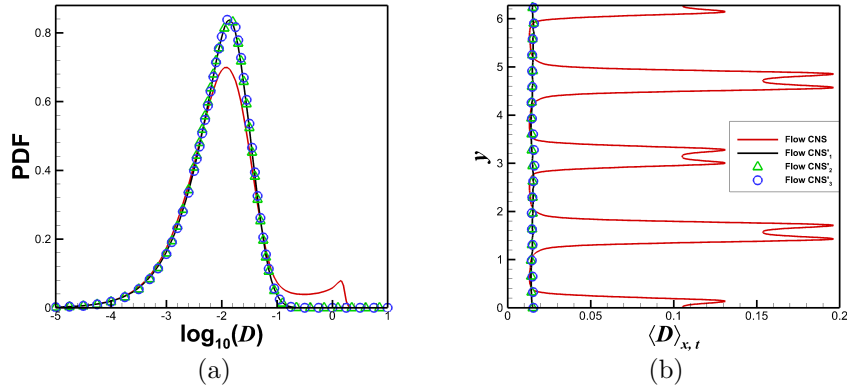 PDF
0.8
0.6
0.4
0.2
0
-5 -4 -3 -2 -1 0 1
log₁₀(D)
(a)
y
6
5
4
3
2
1
0
0 0.05 0.1 0.15 0.2
⟨D⟩x, t
Flow CNS
Flow CNS'₁
Flow CNS'₂
Flow CNS'₃
(b)